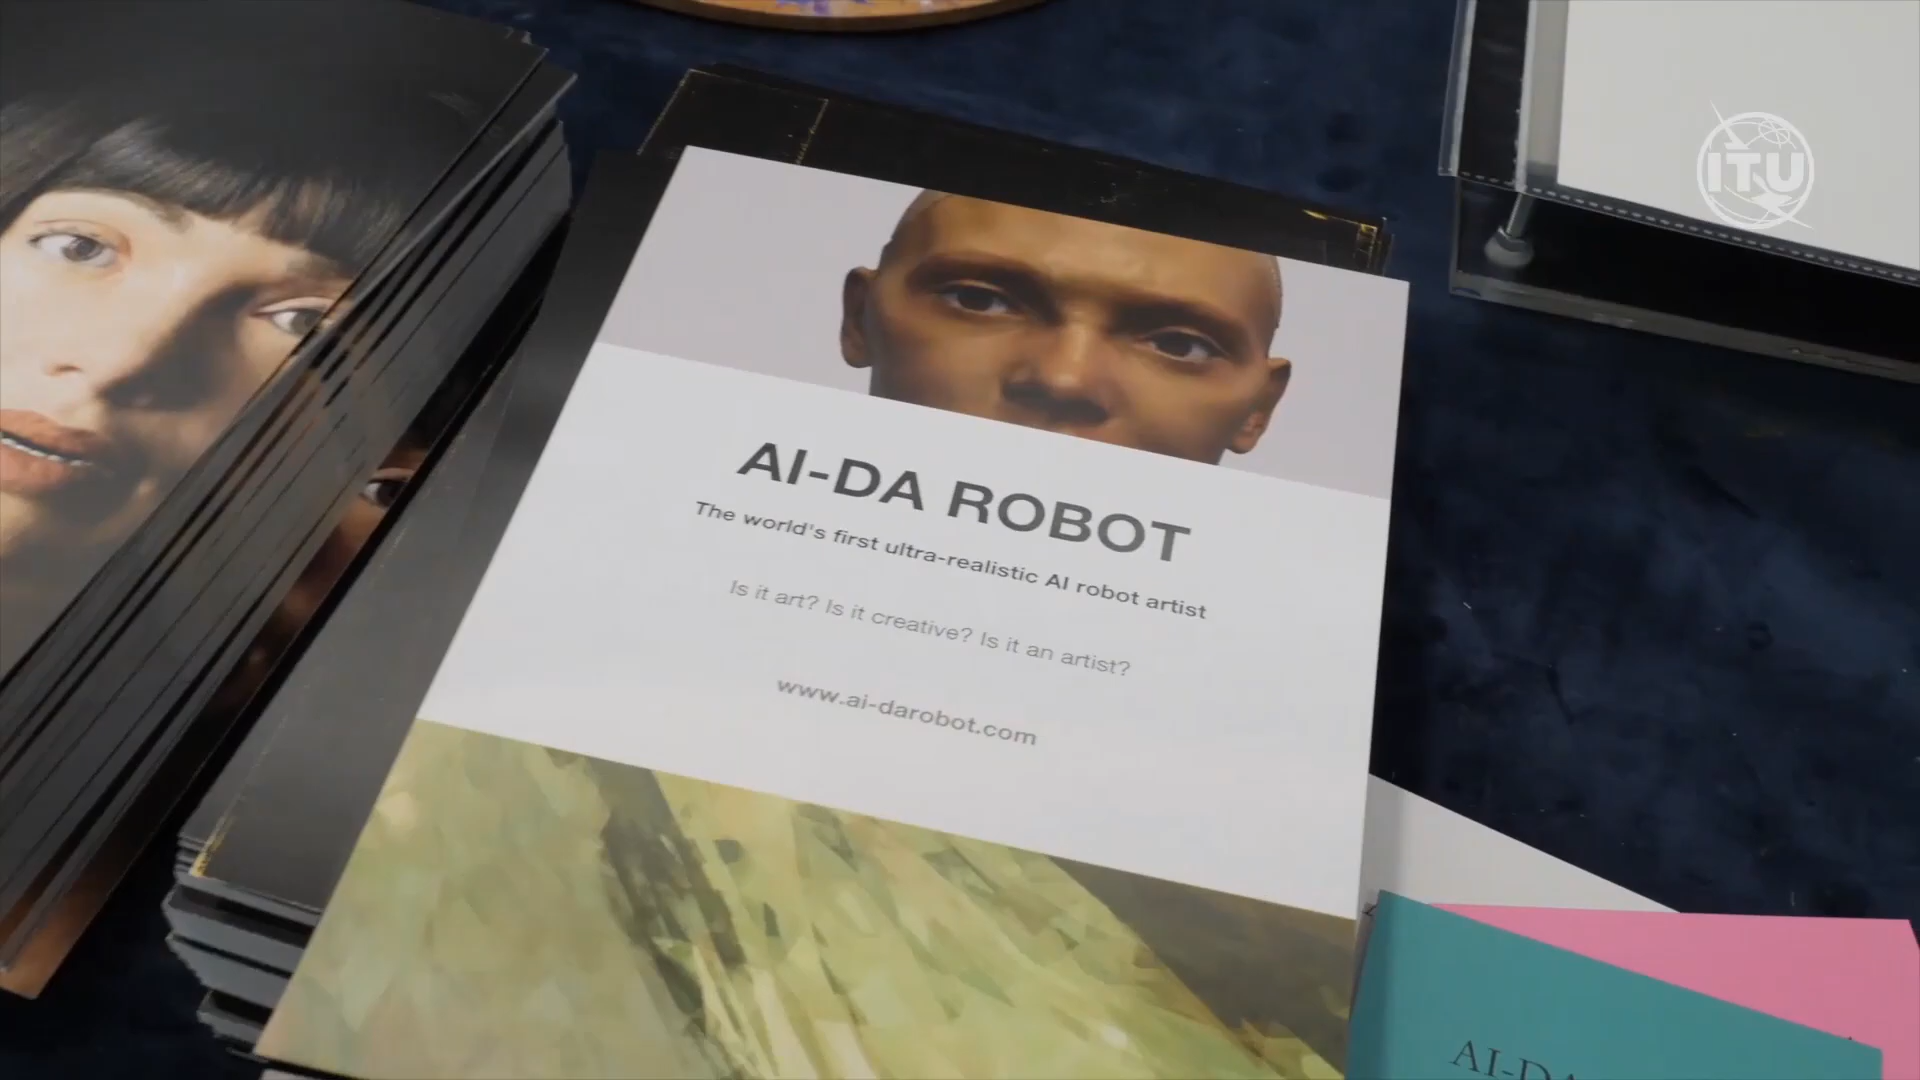 ITU
AI-DA ROBOT
The world's first ultra-realistic AI robot artist
Is it art? Is it creative? Is it an artist?
www.ai-darobot.com
AI-DA